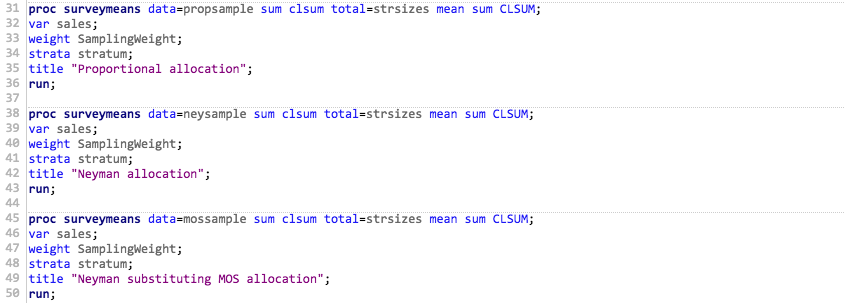 31 proc surveymeans data=propsample sum clsum total=strsizes mean sum CLSUM;
32 var sales;
33 weight SamplingWeight;
34 strata stratum;
35 title "Proportional allocation";
36 run;
37
38 proc surveymeans data=neysample sum clsum total=strsizes mean sum CLSUM;
39 var sales;
40 weight SamplingWeight;
41 strata stratum;
42 title "Neyman allocation";
43 run;
44
45 proc surveymeans data=mossample sum clsum total=strsizes mean sum CLSUM;
46 var sales;
47 weight SamplingWeight;
48 strata stratum;
49 title "Neyman substituting MOS allocation";
50 run;